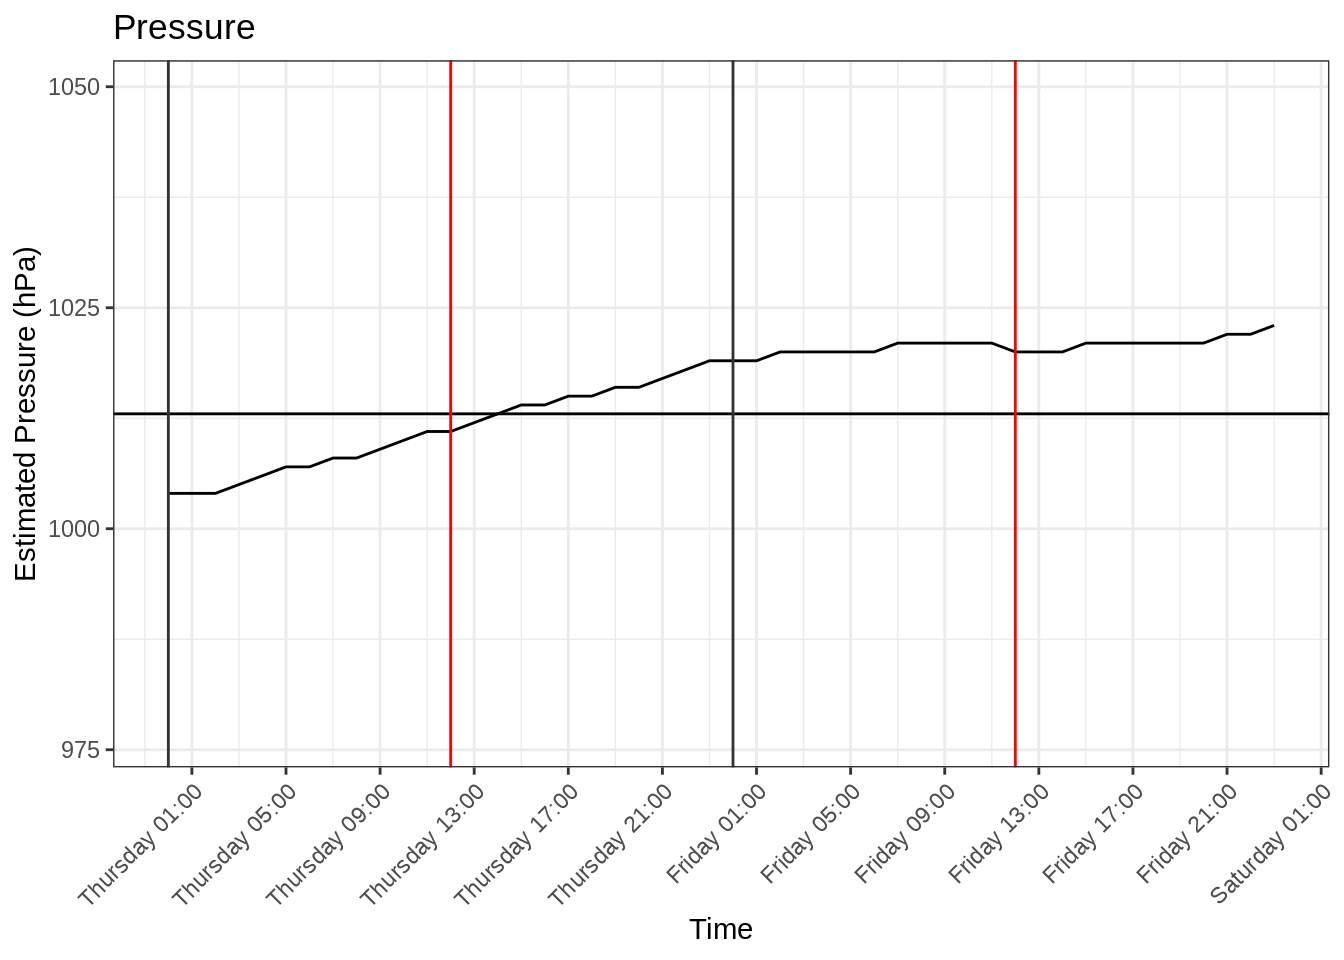 Pressure
1050
1025
1000
975
Estimated Pressure (hPa)
Thursday 01:00
Thursday 05:00
Thursday 09:00
Thursday 13:00
Thursday 17:00
Thursday 21:00
Friday 01:00
Friday 05:00
Friday 09:00
Friday 13:00
Friday 17:00
Friday 21:00
Saturday 01:00
Time